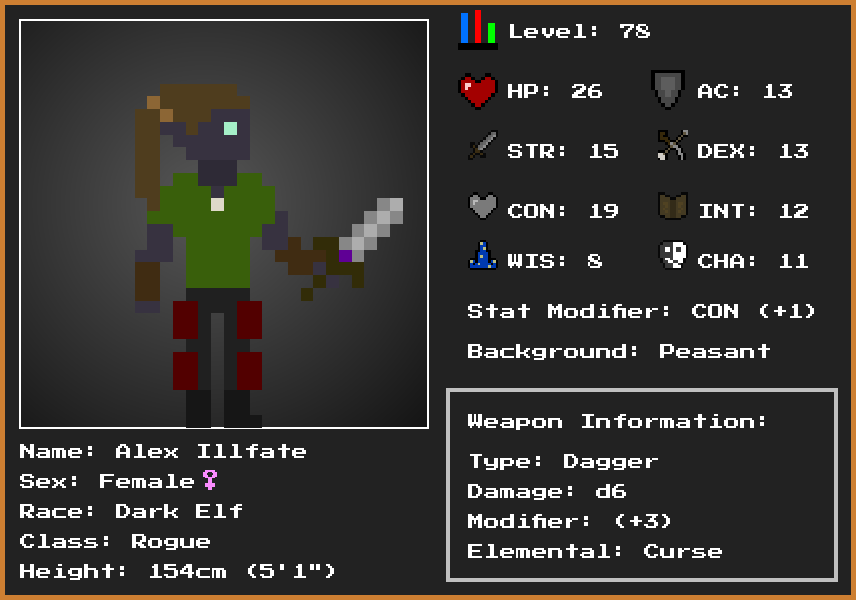 Level: 78
HP: 26 AC: 13
STR: 15 DEX: 13
CON: 19 INT: 12
WIS: 8 CHA: 11
Stat Modifier: CON (+1)
Background: Peasant
Weapon Information:
Type: Dagger
Damage: d6
Modifier: (+3)
Elemental: Curse
Name: Alex Illfate
Sex: Female♀
Race: Dark Elf
Class: Rogue
Height: 154cm (5'1")